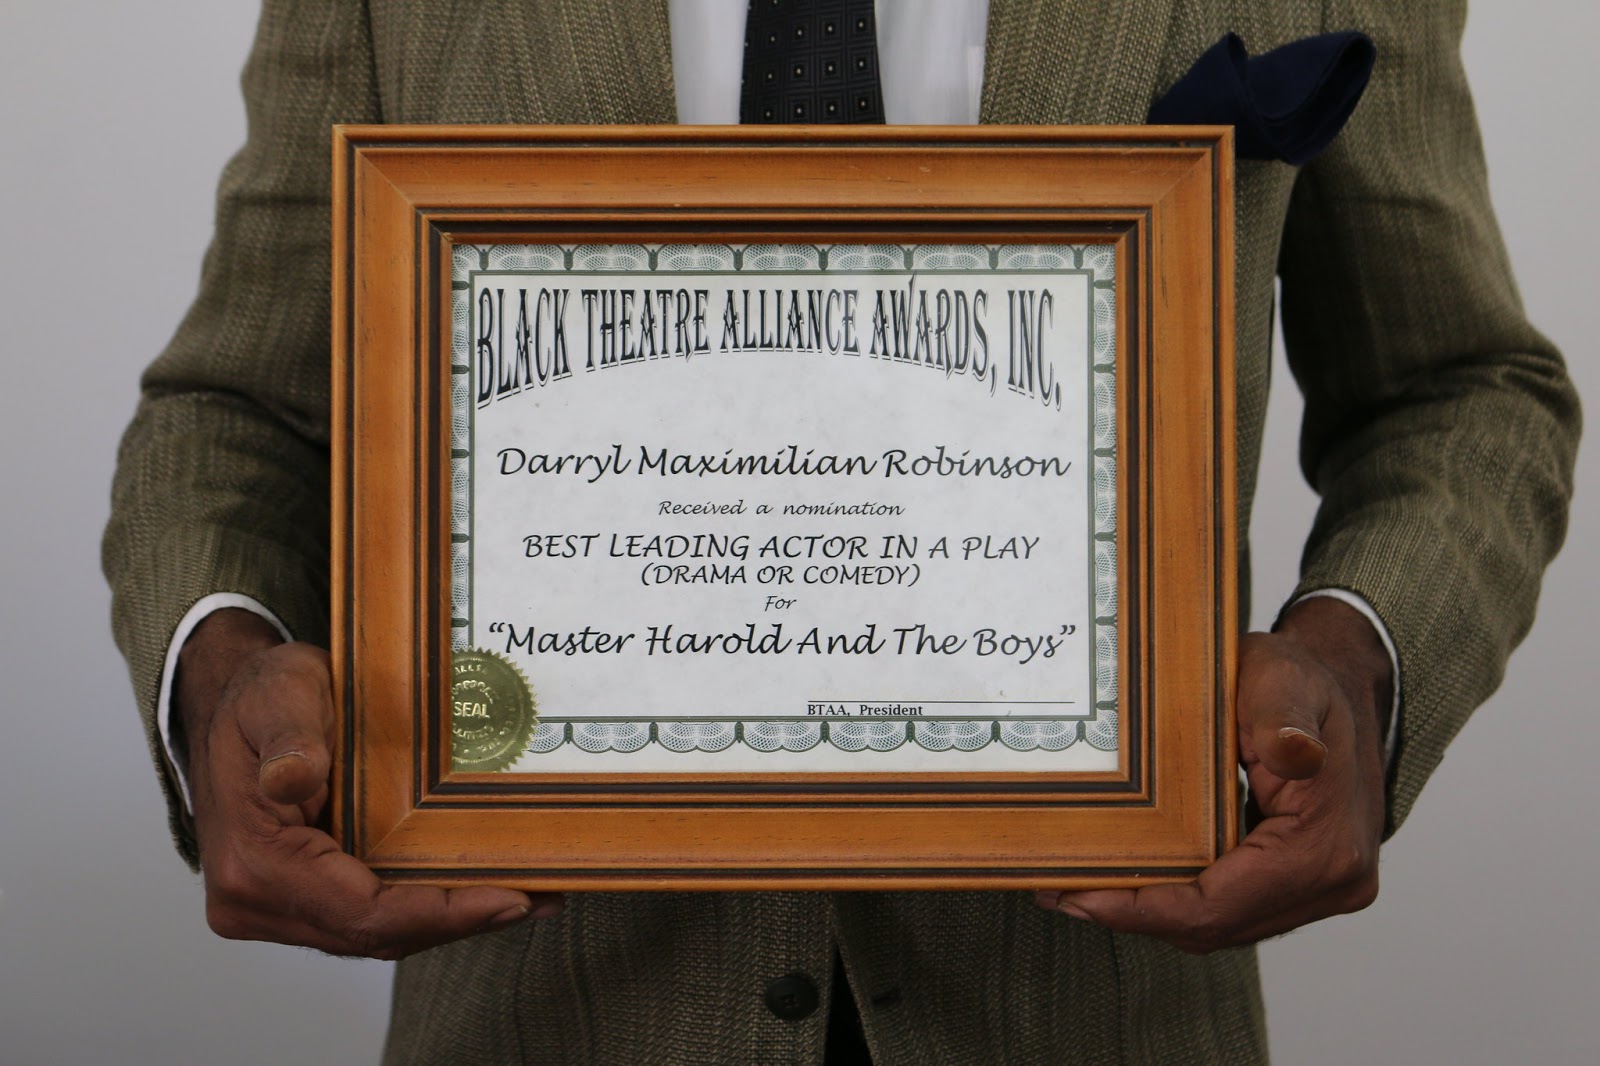 BLACK THEATRE ALLIANCE AWARDS, INC.
Darryl Maximilian Robinson
Received a nomination
BEST LEADING ACTOR IN A PLAY
(DRAMA OR COMEDY)
For
“Master Harold And The Boys”
BTAA, President
SEAL